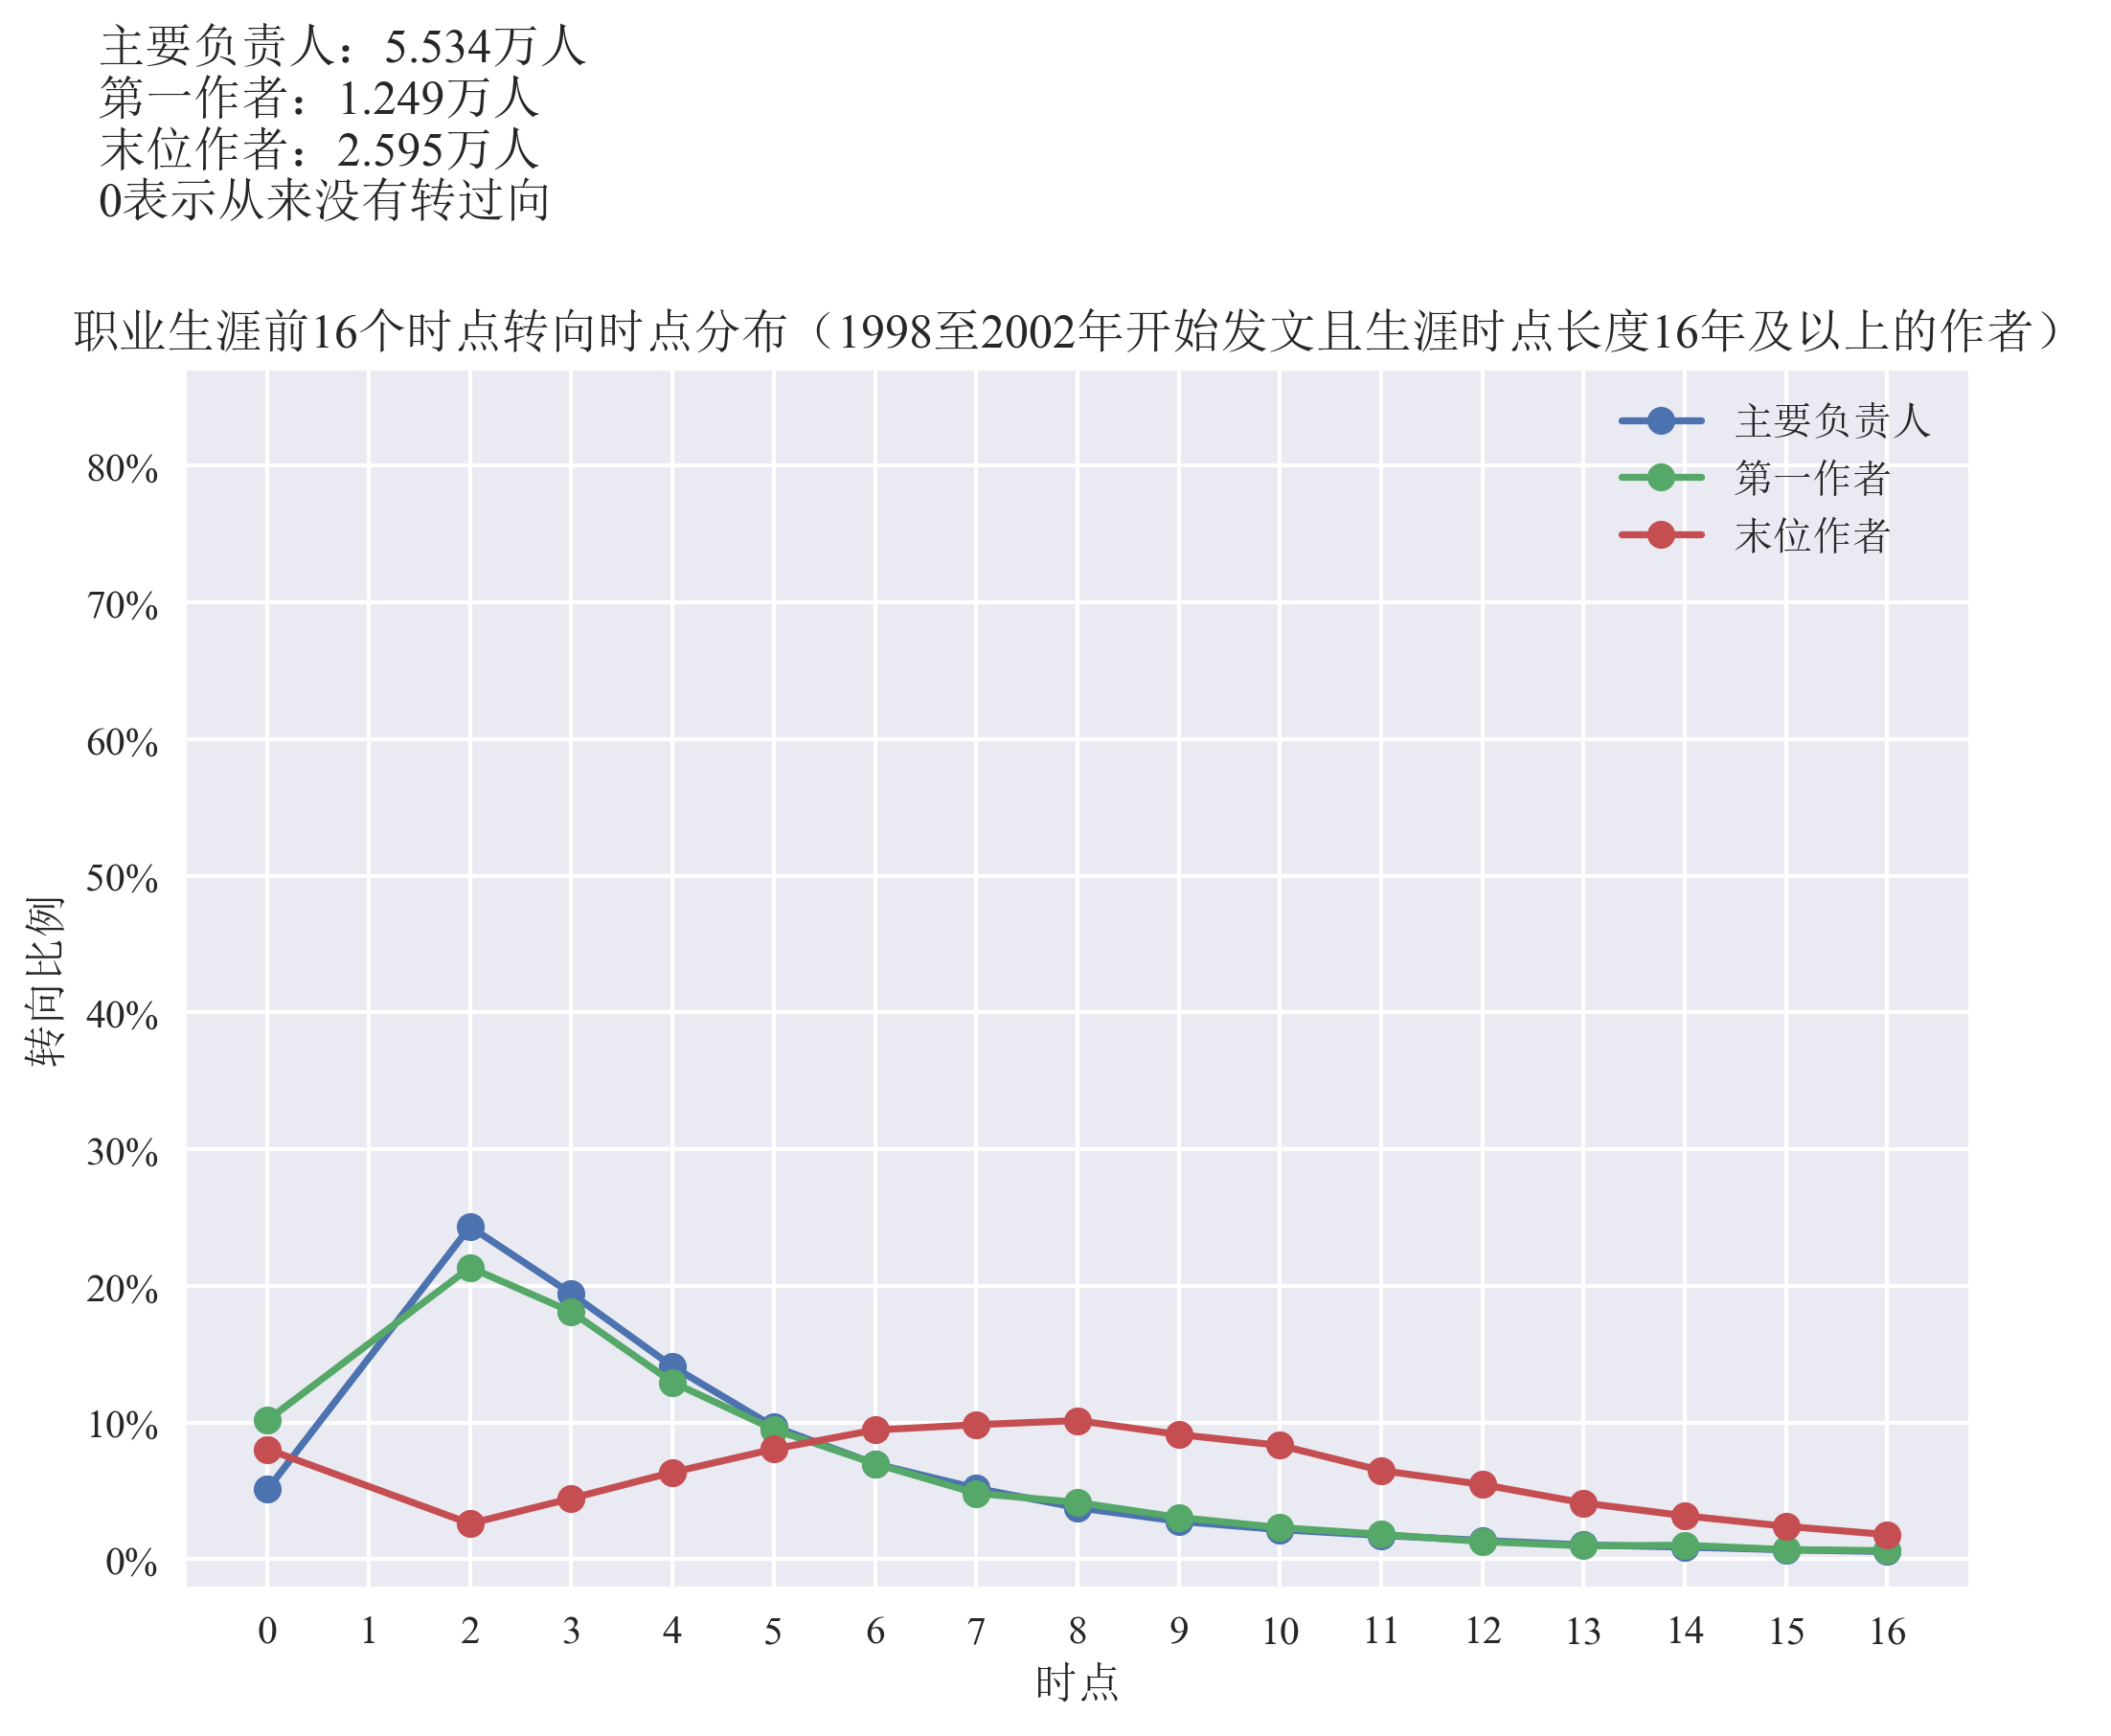 主要负责人：5.534万人
第一作者：1.249万人
末位作者：2.595万人
0表示从来没有转过向
职业生涯前16个时点转向时点分布（1998至2002年开始发文且生涯时点长度16年及以上的作者）
主要负责人
第一作者
末位作者
80%
70%
60%
50%
40%
30%
20%
10%
0%
转向比例
0 1 2 3 4 5 6 7 8 9 10 11 12 13 14 15 16
时点